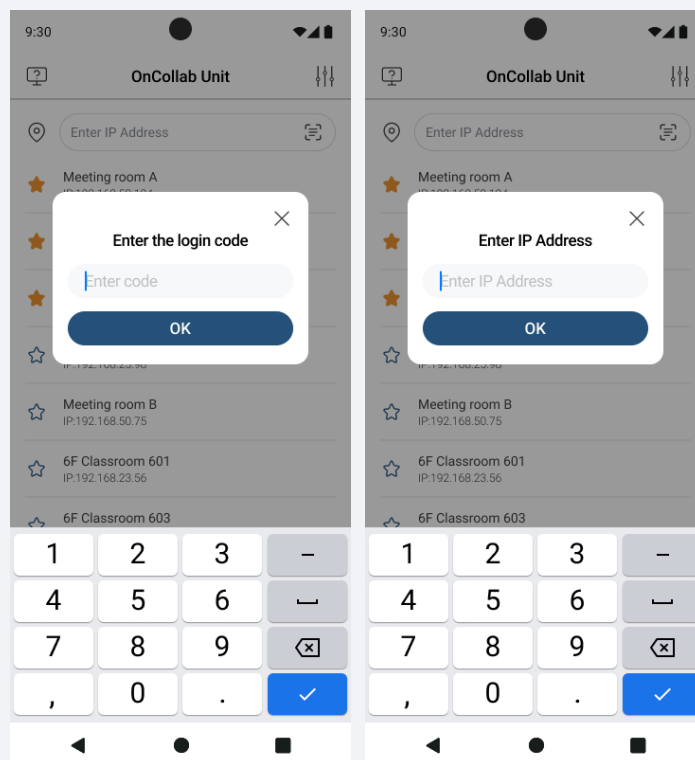 9:30
OnCollab Unit
Enter IP Address
Meeting room A
Enter the login code
Enter code
OK
Meeting room B
IP:192.168.50.75
6F Classroom 601
IP:192.168.23.56
6F Classroom 603
1 2 3 –
4 5 6
7 8 9
, 0 .
9:30
OnCollab Unit
Enter IP Address
Meeting room A
Enter IP Address
Enter IP Address
OK
Meeting room B
IP:192.168.50.75
6F Classroom 601
IP:192.168.23.56
6F Classroom 603
1 2 3 –
4 5 6
7 8 9
, 0 .